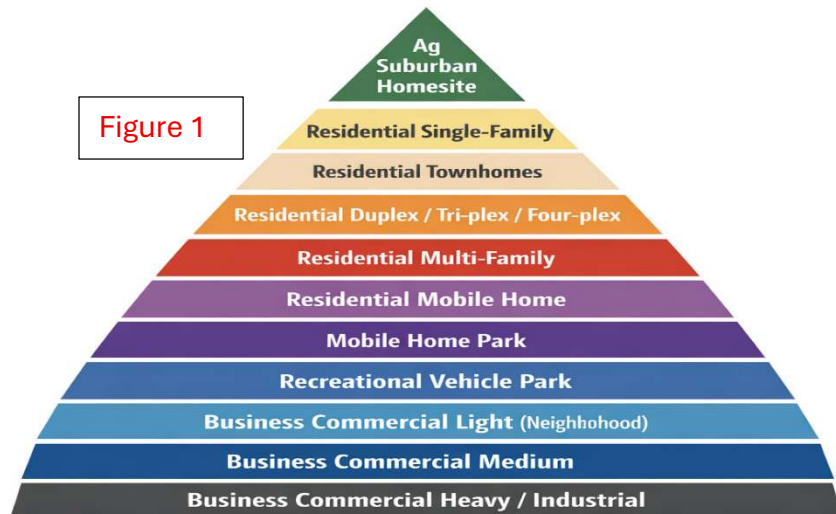 Ag
Suburban
Homesite
Figure 1
Residential Single-Family
Residential Townhomes
Residential Duplex / Tri-plex / Four-plex
Residential Multi-Family
Residential Mobile Home
Mobile Home Park
Recreational Vehicle Park
Business Commercial Light (Neighhohood)
Business Commercial Medium
Business Commercial Heavy / Industrial